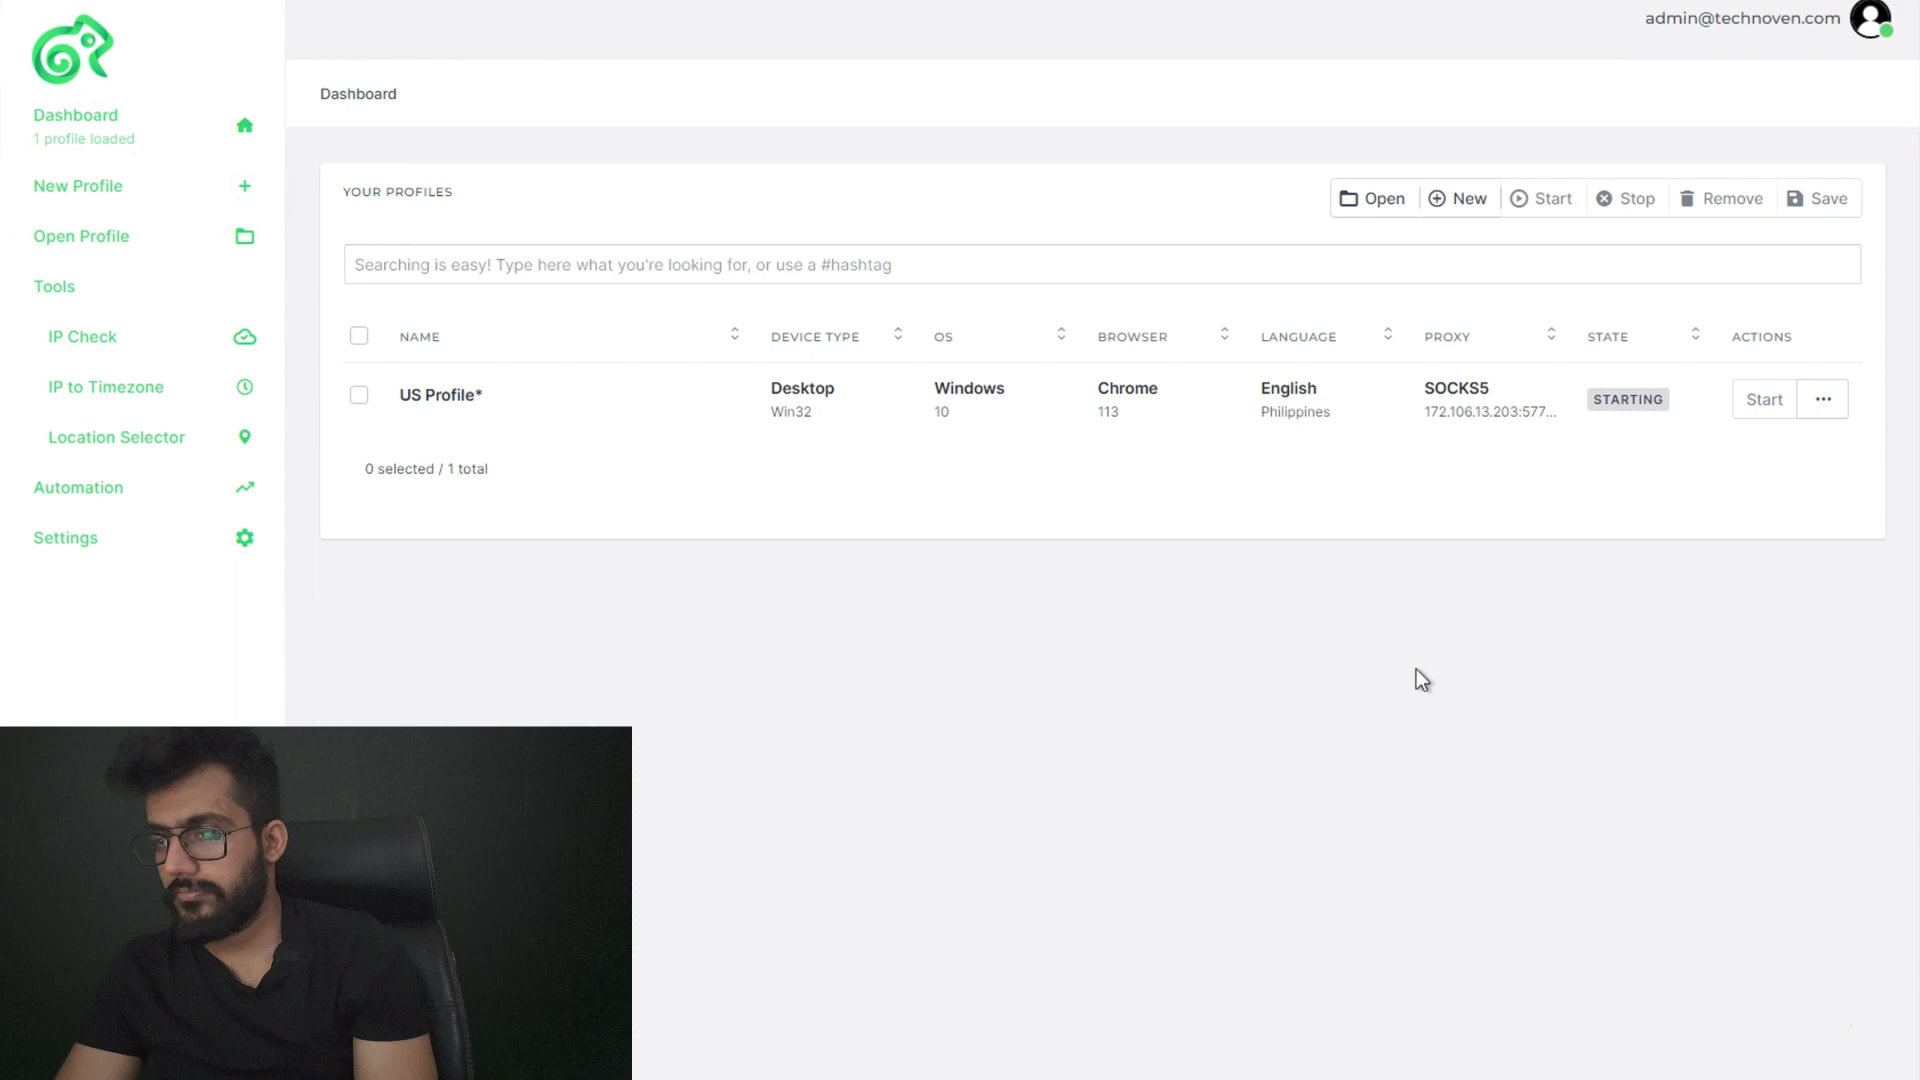 admin@technoven.com
Dashboard
1 profile loaded
New Profile
Open Profile
Tools
IP Check
IP to Timezone
Location Selector
Automation
Settings
Dashboard
YOUR PROFILES
Open New Start Stop Remove Save
Searching is easy! Type here what you're looking for, or use a #hashtag
NAME DEVICE TYPE OS BROWSER LANGUAGE PROXY STATE ACTIONS
US Profile* Desktop Windows Chrome English SOCKS5 STARTING Start ...
Win32 10 113 Philippines 172.106.13.203:577...
0 selected / 1 total